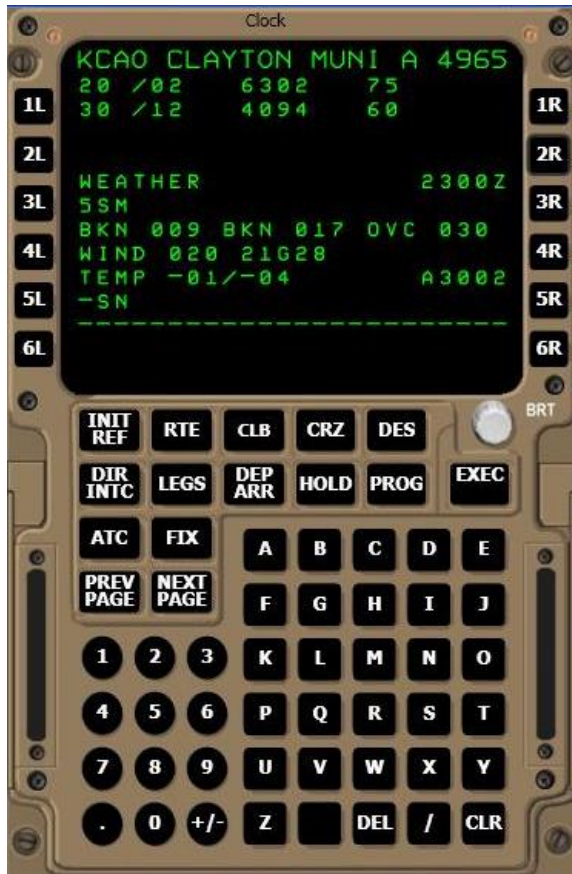 Clock
KCAO CLAYTON MUNI A 4965
20 /02 6302 75
30 /12 4094 60
1L 1R
2L 2R
WEATHER 2300Z
3L 5SM 3R
BKN 009 BKN 017 OVC 030
4L WIND 020 21G28 4R
TEMP -01/-04 A3002
5L -SN 5R
6L 6R
BRT
INIT REF RTE CLB CRZ DES
DIR INTC LEGS DEP ARR HOLD PROG EXEC
ATC FIX A B C D E
PREV PAGE NEXT PAGE F G H I J
1 2 3 K L M N O
4 5 6 P Q R S T
7 8 9 U V W X Y
. 0 +/- Z DEL / CLR